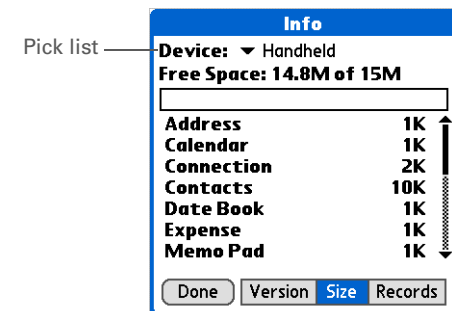 Info
Pick list
Device: Handheld
Free Space: 14.8M of 15M
Address 1K
Calendar 1K
Connection 2K
Contacts 10K
Date Book 1K
Expense 1K
Memo Pad 1K
Done Version Size Records